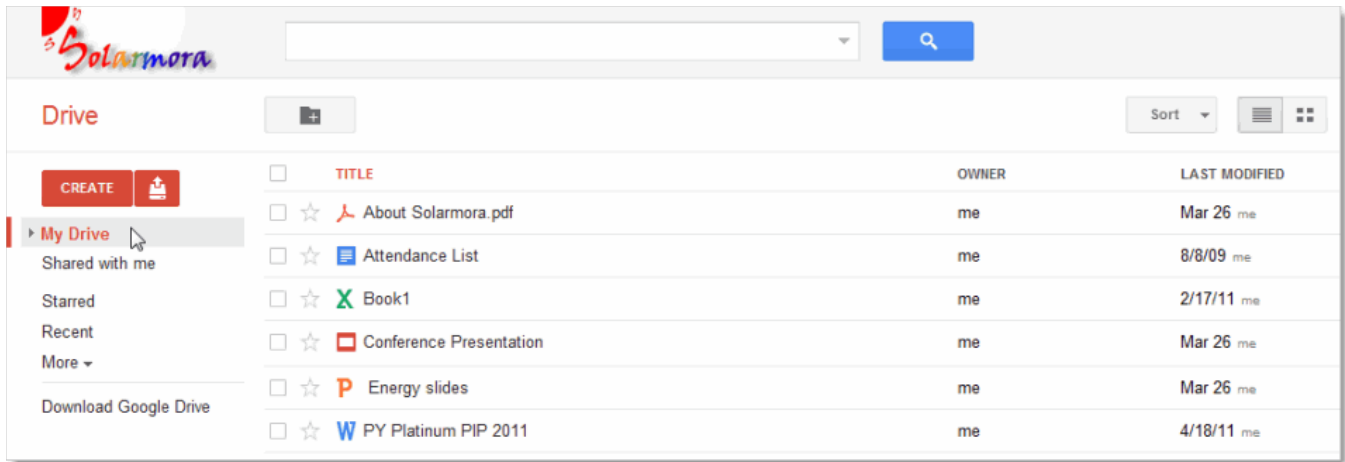 Solarmora
Drive
Sort
CREATE
My Drive
Shared with me
Starred
Recent
More
Download Google Drive
TITLE OWNER LAST MODIFIED
About Solarmora.pdf me Mar 26 me
Attendance List me 8/8/09 me
Book1 me 2/17/11 me
Conference Presentation me Mar 26 me
Energy slides me Mar 26 me
PY Platinum PIP 2011 me 4/18/11 me